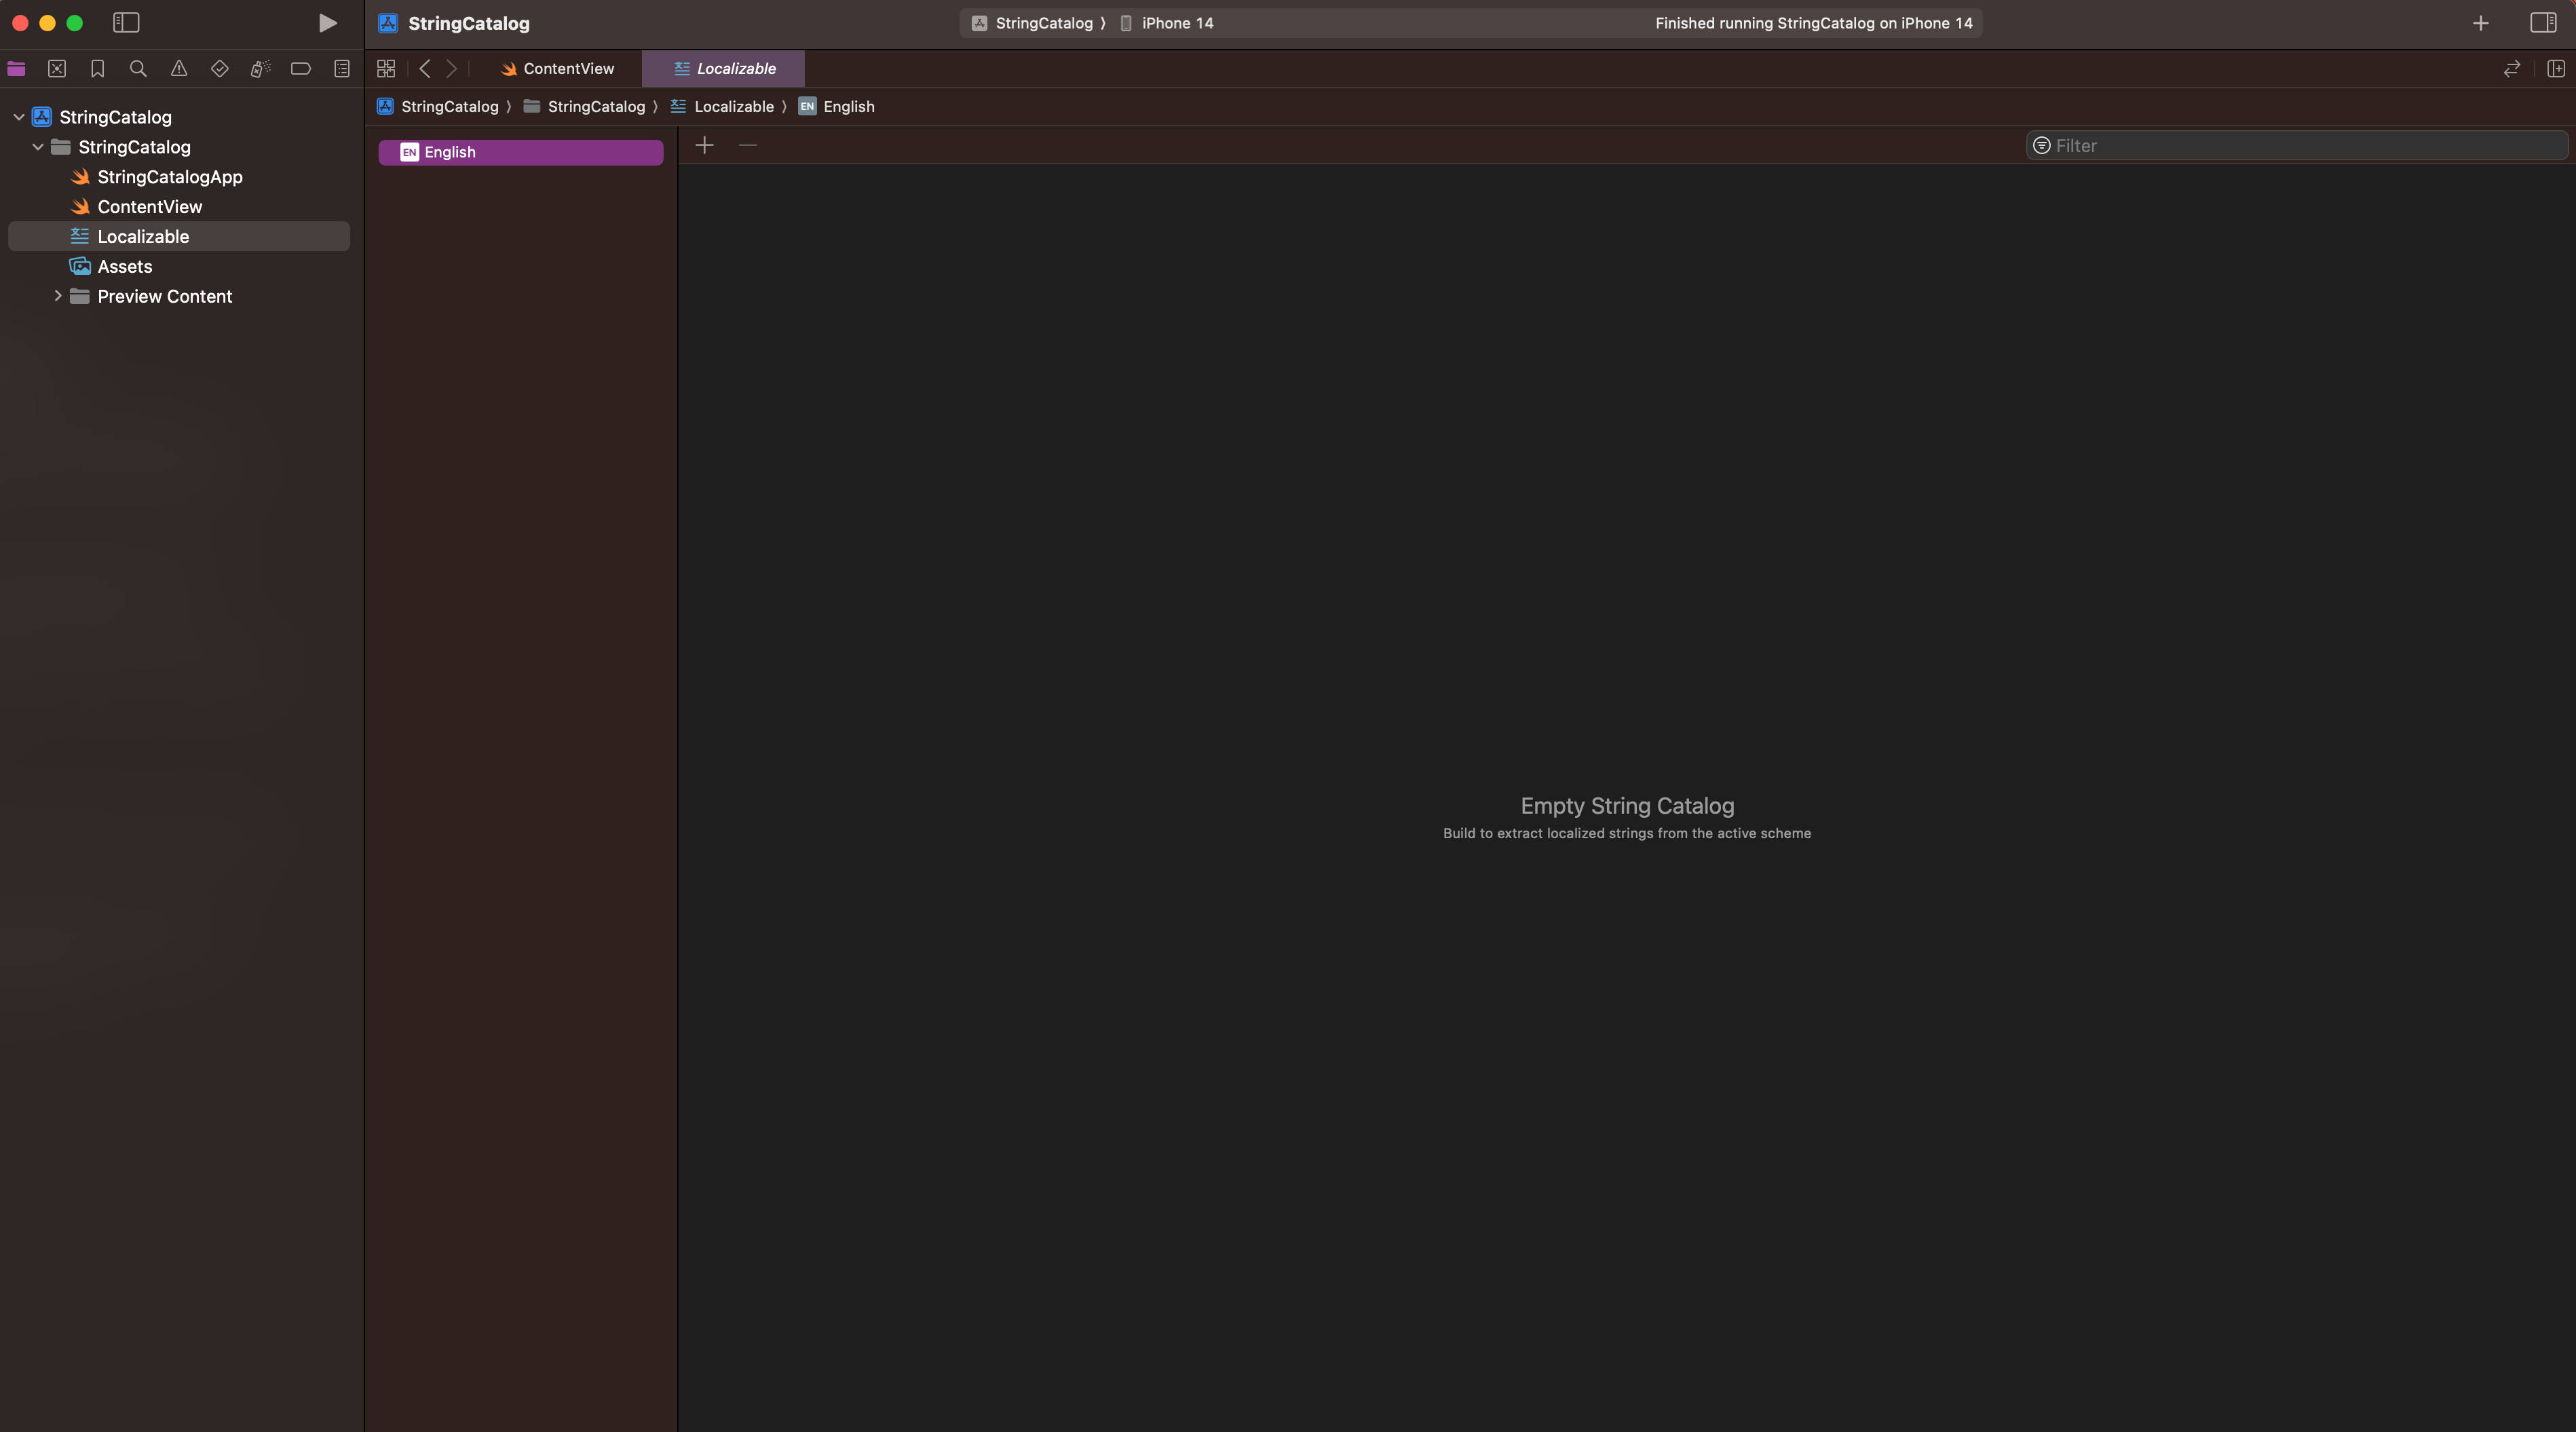 StringCatalog
StringCatalog ⟩ iPhone 14
Finished running StringCatalog on iPhone 14
ContentView
Localizable
StringCatalog ⟩ StringCatalog ⟩ Localizable ⟩ EN English
StringCatalog
StringCatalog
StringCatalogApp
ContentView
Localizable
Assets
Preview Content
EN English
Filter
Empty String Catalog
Build to extract localized strings from the active scheme